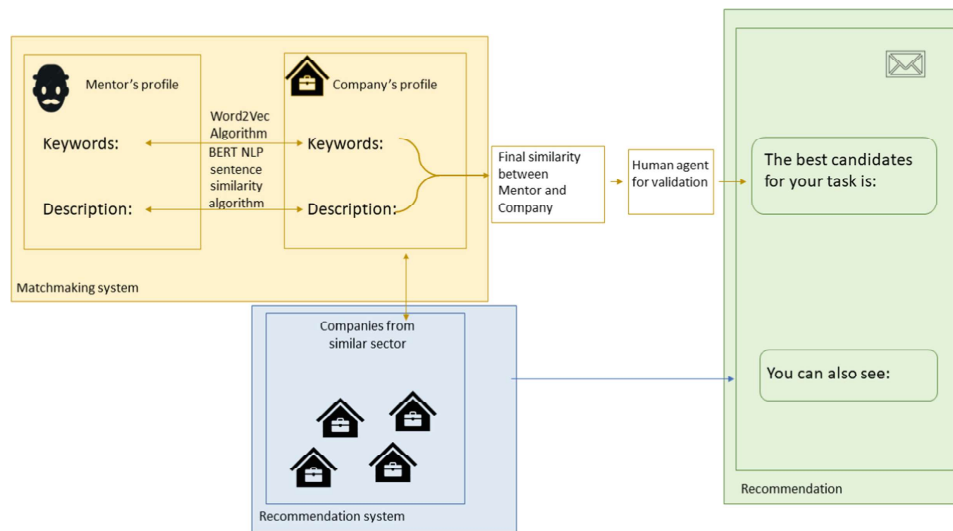 Mentor's profile
Keywords:
Description:
Word2Vec
Algorithm
BERT NLP
sentence
similarity
algorithm
Company's profile
Keywords:
Description:
Matchmaking system
Final similarity
between
Mentor and
Company
Human agent
for validation
The best candidates
for your task is:
You can also see:
Recommendation
Companies from
similar sector
Recommendation system